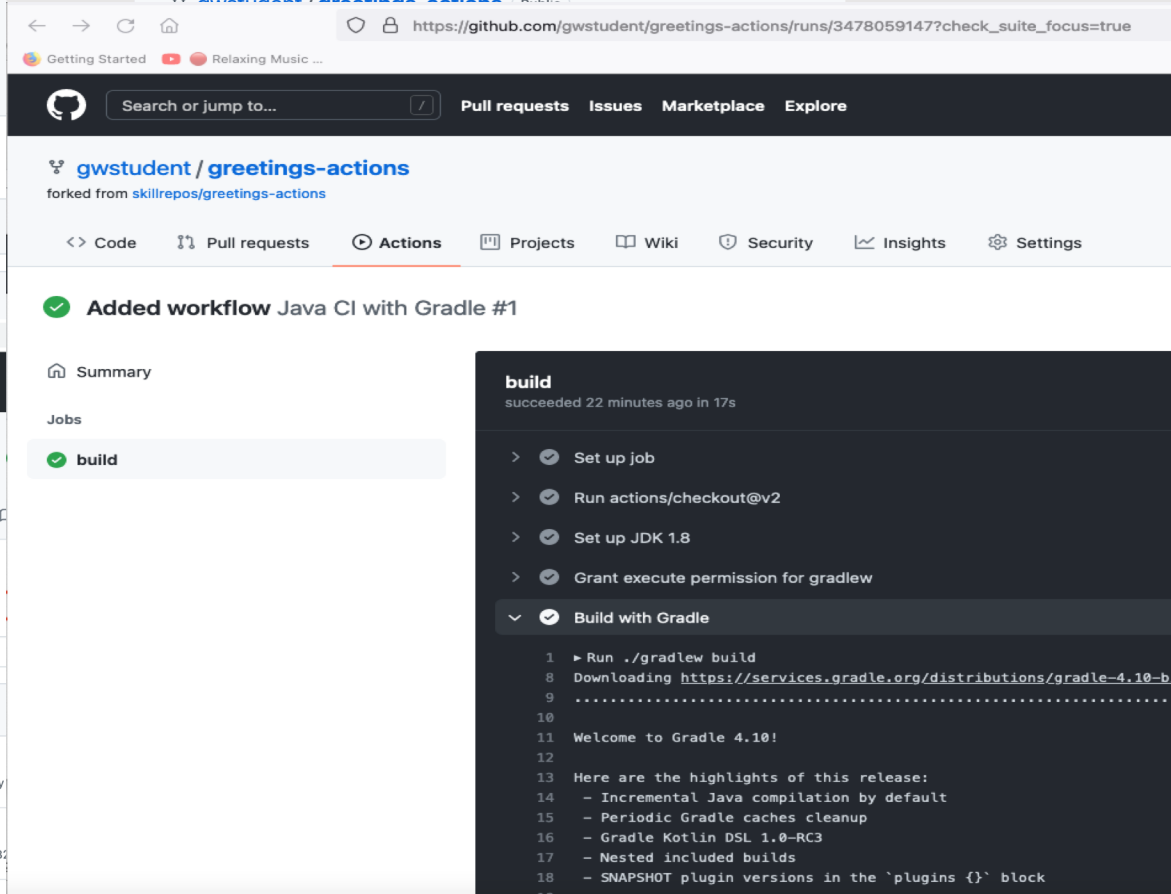 https://github.com/gwstudent/greetings-actions/runs/3478059147?check_suite_focus=true
Getting Started Relaxing Music ...
Search or jump to... / Pull requests Issues Marketplace Explore
gwstudent / greetings-actions
forked from skillrepos/greetings-actions
Code Pull requests Actions Projects Wiki Security Insights Settings
Added workflow Java CI with Gradle #1
Summary
Jobs
build
build
succeeded 22 minutes ago in 17s
Set up job
Run actions/checkout@v2
Set up JDK 1.8
Grant execute permission for gradlew
Build with Gradle
1 ► Run ./gradlew build
8 Downloading https://services.gradle.org/distributions/gradle-4.10-b
9 ....................................................................
10
11 Welcome to Gradle 4.10!
12
13 Here are the highlights of this release:
14 - Incremental Java compilation by default
15 - Periodic Gradle caches cleanup
16 - Gradle Kotlin DSL 1.0-RC3
17 - Nested included builds
18 - SNAPSHOT plugin versions in the `plugins {}` block